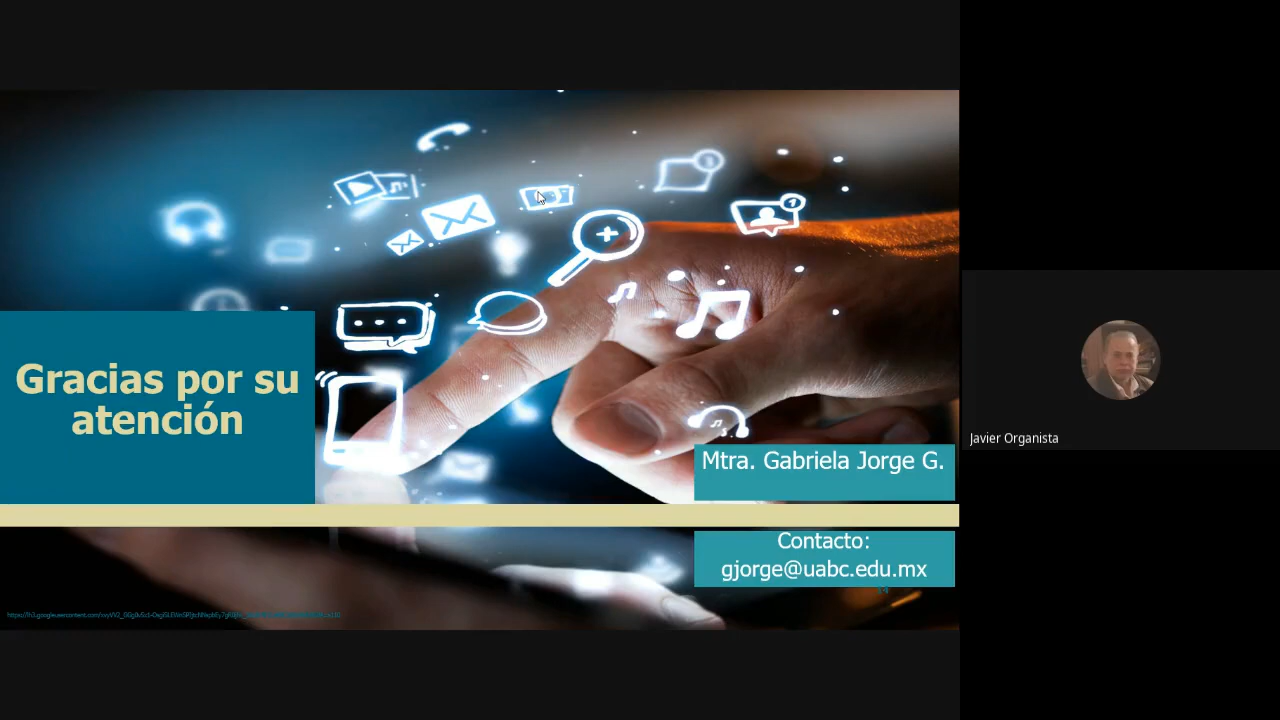 Gracias por su
atención
Mtra. Gabriela Jorge G.
Contacto:
gjorge@uabc.edu.mx
Javier Organista